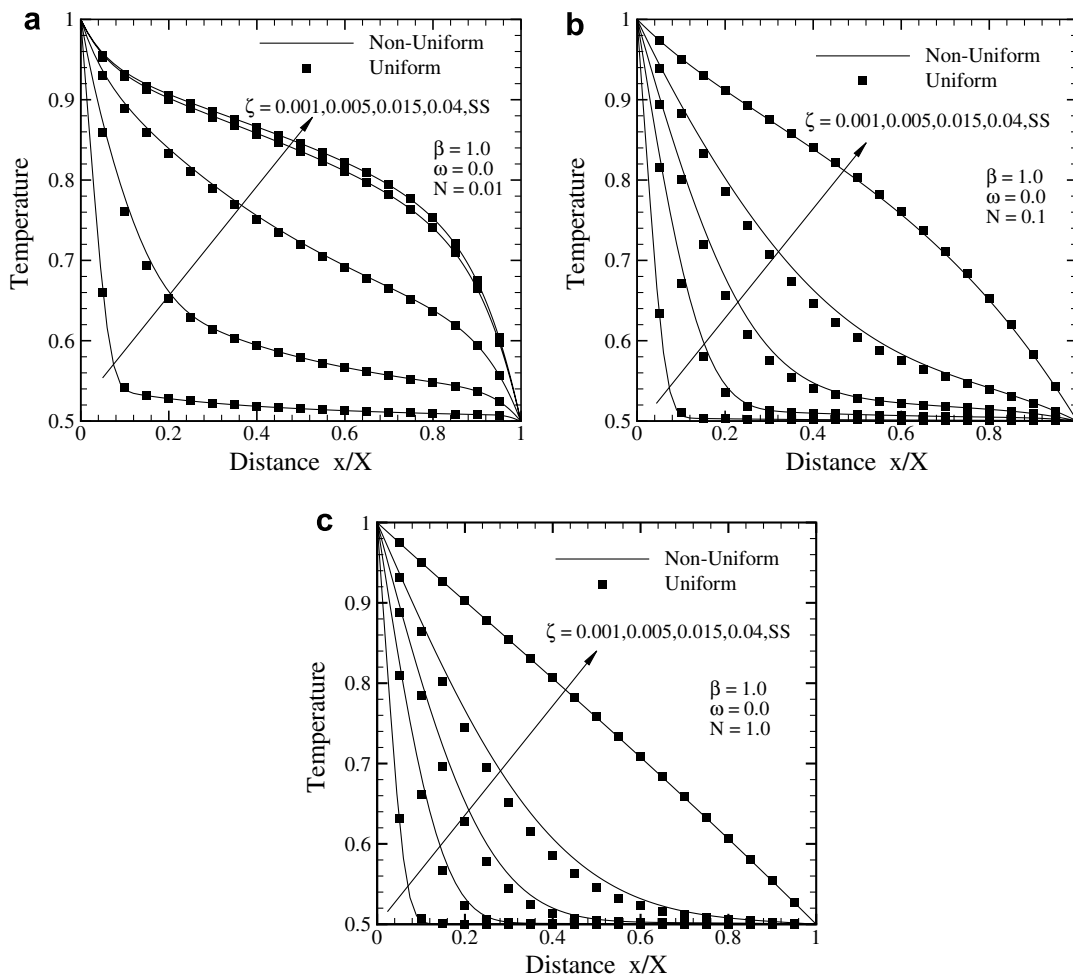 a
1
0.9
0.8
0.7
0.6
0.5
0
0.2
0.4
0.6
0.8
1
Temperature
Distance x/X
Non-Uniform
Uniform
ζ = 0.001,0.005,0.015,0.04,SS
β = 1.0
ω = 0.0
N = 0.01
b
1
0.9
0.8
0.7
0.6
0.5
0
0.2
0.4
0.6
0.8
Temperature
Distance x/X
Non-Uniform
Uniform
ζ = 0.001,0.005,0.015,0.04,SS
β = 1.0
ω = 0.0
N = 0.1
c
1
0.9
0.8
0.7
0.6
0.5
0
0.2
0.4
0.6
0.8
1
Temperature
Distance x/X
Non-Uniform
Uniform
ζ = 0.001,0.005,0.015,0.04,SS
β = 1.0
ω = 0.0
N = 1.0